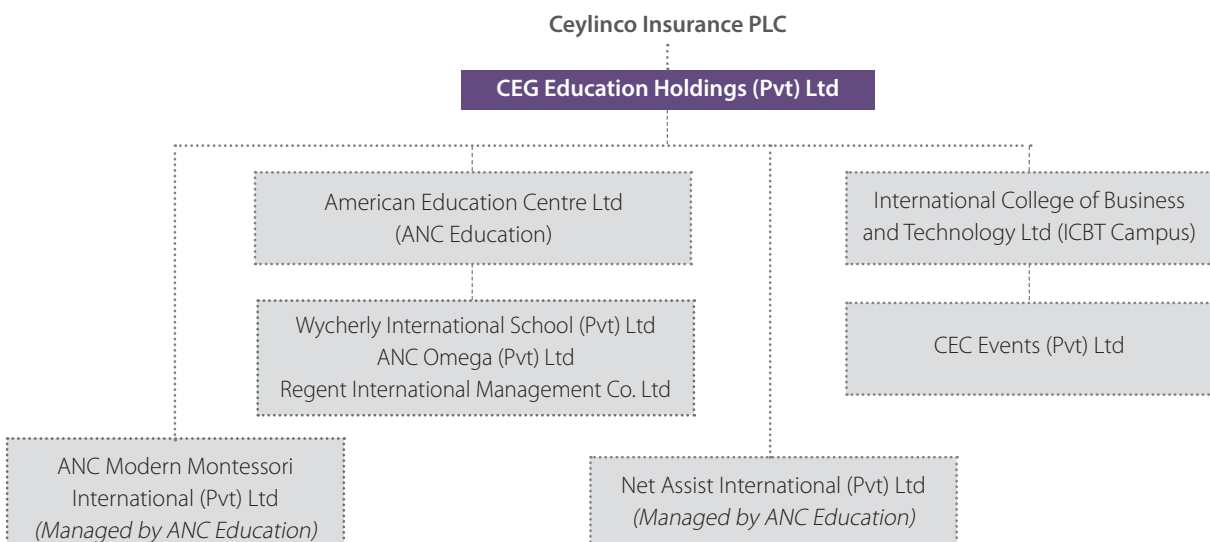 Ceylinco Insurance PLC
CEG Education Holdings (Pvt) Ltd
American Education Centre Ltd
(ANC Education)
International College of Business
and Technology Ltd (ICBT Campus)
Wycherly International School (Pvt) Ltd
ANC Omega (Pvt) Ltd
Regent International Management Co. Ltd
CEC Events (Pvt) Ltd
ANC Modern Montessori
International (Pvt) Ltd
(Managed by ANC Education)
Net Assist International (Pvt) Ltd
(Managed by ANC Education)